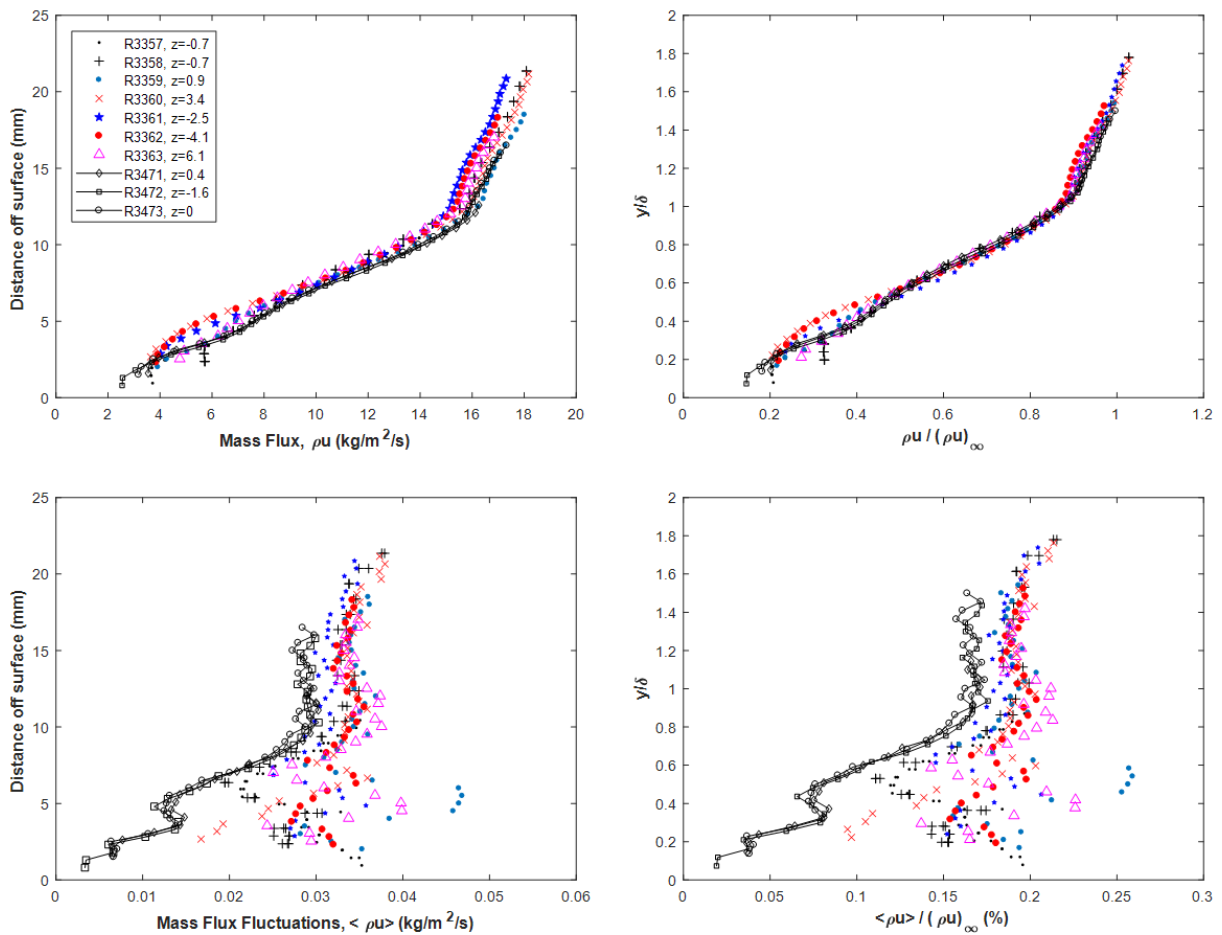 25
20
15
10
5
0
Distance off surface (mm)
R3357, z=-0.7
R3358, z=-0.7
R3359, z=0.9
R3360, z=3.4
R3361, z=-2.5
R3362, z=-4.1
R3363, z=6.1
R3471, z=0.4
R3472, z=-1.6
R3473, z=0
0 2 4 6 8 10 12 14 16 18 20
Mass Flux, ρu (kg/m²/s)
2
1.8
1.6
1.4
1.2
1
0.8
0.6
0.4
0.2
0
y/δ
0 0.2 0.4 0.6 0.8 1 1.2
ρu / (ρu)∞
25
20
15
10
5
0
Distance off surface (mm)
0 0.01 0.02 0.03 0.04 0.05 0.06
Mass Flux Fluctuations, < ρu> (kg/m²/s)
2
1.8
1.6
1.4
1.2
1
0.8
0.6
0.4
0.2
0
y/δ
0 0.05 0.1 0.15 0.2 0.25 0.3
<ρu> / (ρu)∞ (%)